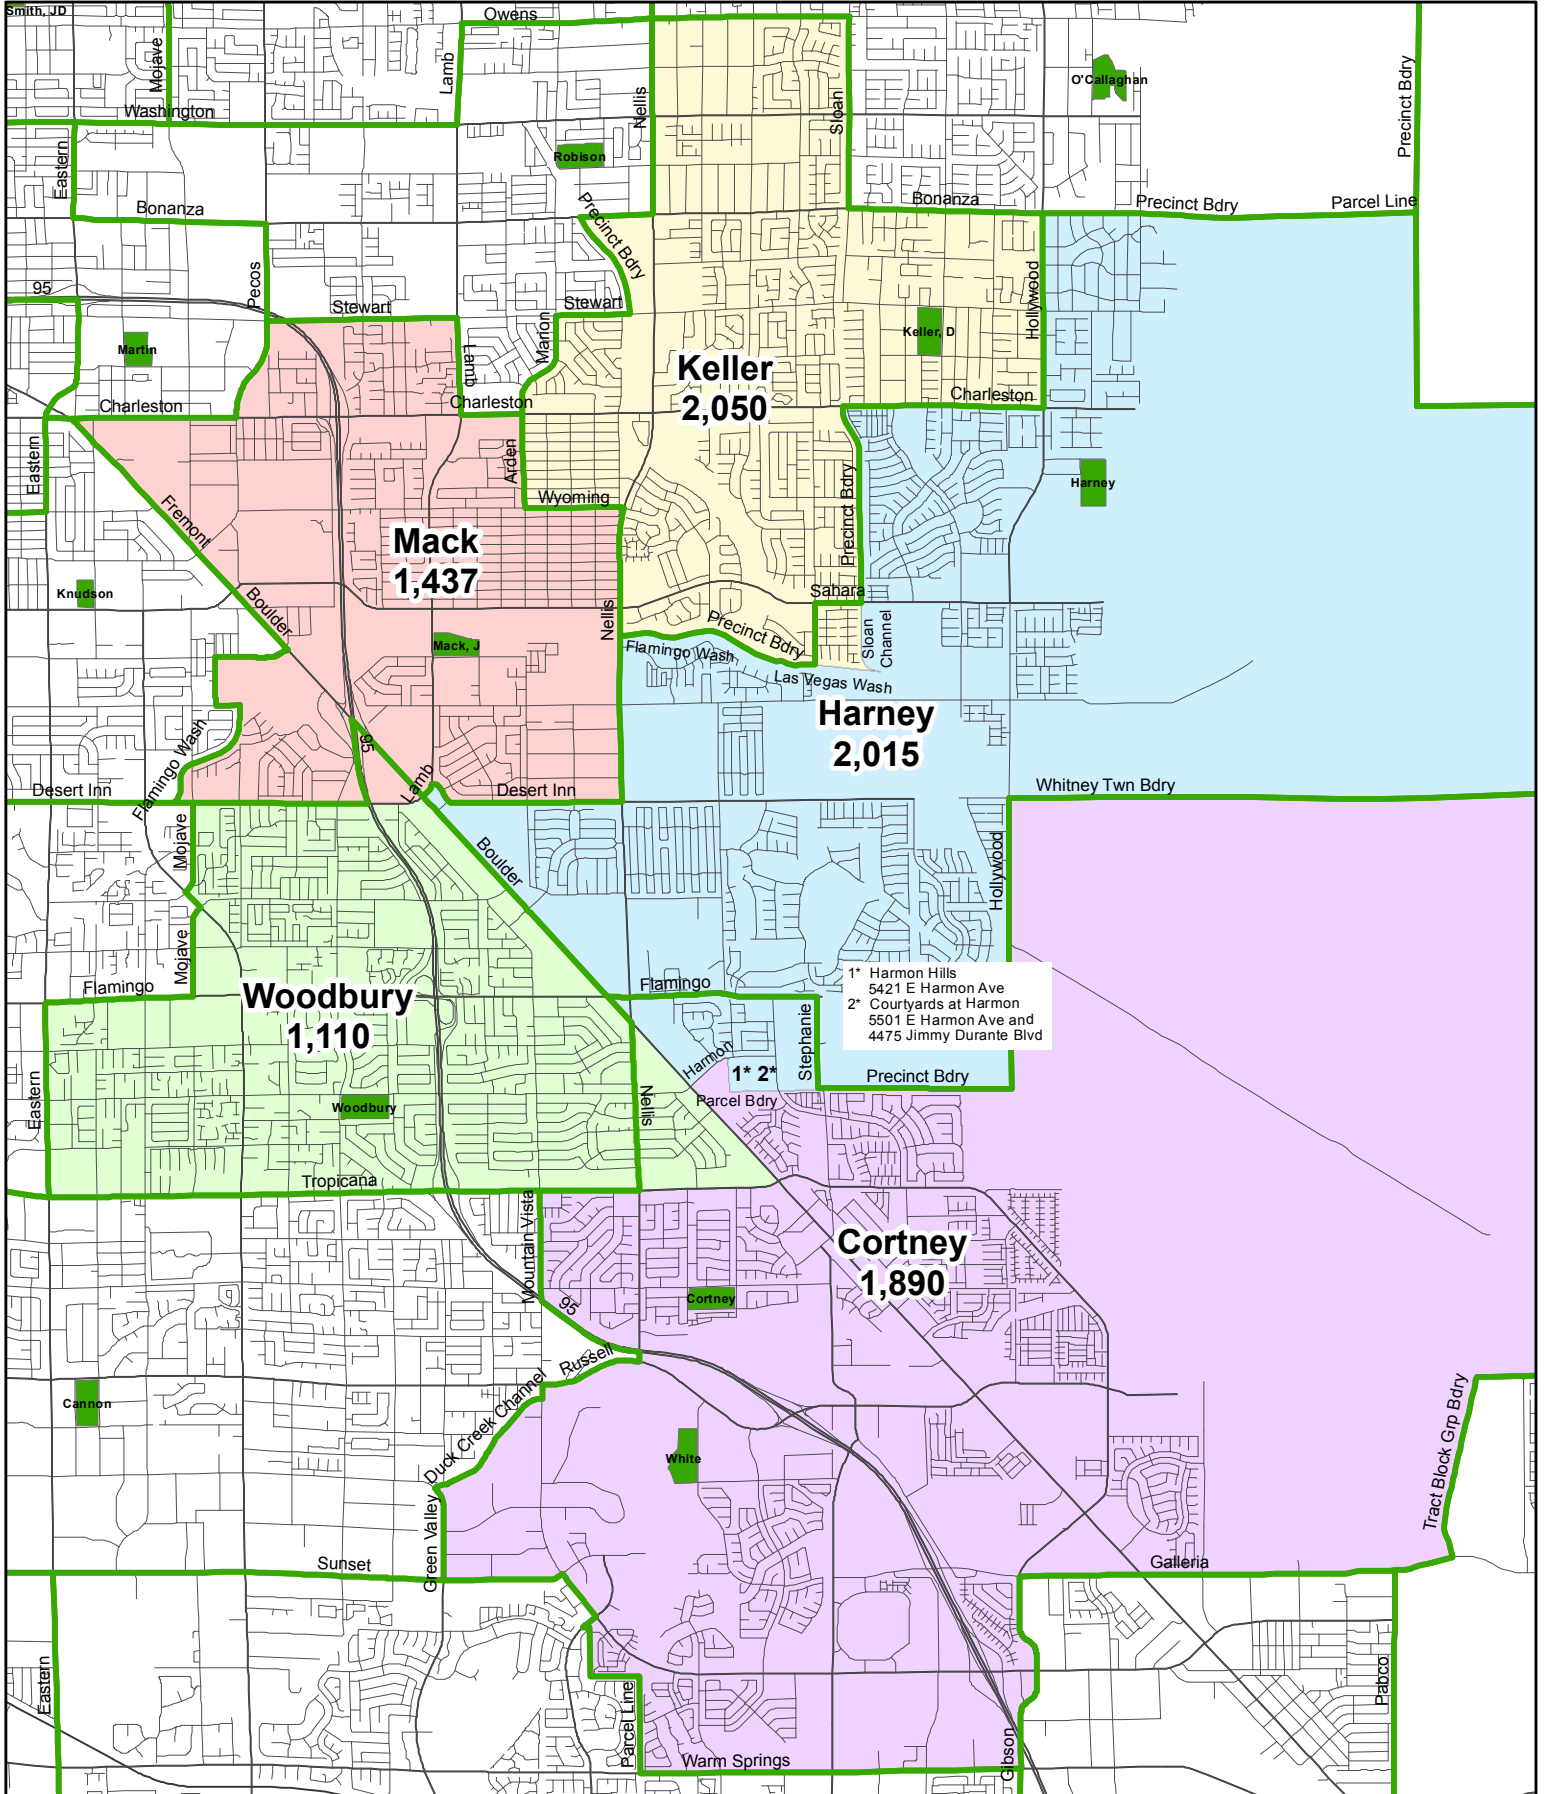 Smith, JD
Owens
Mojave
Lamb
Nellis
Sloan
O'Callaghan
Precinct Bdry
Washington
Eastern
Robison
Bonanza
Precinct Bdry
Bonanza
Precinct Bdry
Parcel Line
95
Pecos
Stewart
Stewart
Marion
Hollywood
Martin
Lamb
Keller, D
Keller
2,050
Charleston
Charleston
Charleston
Eastern
Arden
Wyoming
Precinct Bdry
Harney
Fremont
Mack
1,437
Knudson
Boulder
Sahara
Nellis
Mack, J
Precinct Bdry
Flamingo Wash
Sloan
Channel
Las Vegas Wash
Harney
2,015
Flamingo Wash
95
Desert Inn
Lamb
Desert Inn
Whitney Twn Bdry
Mojave
Boulder
Hollywood
Mojave
Flamingo
Woodbury
1,110
Flamingo
1* Harmon Hills
5421 E Harmon Ave
2* Courtyards at Harmon
5501 E Harmon Ave and
4475 Jimmy Durante Blvd
Stephanie
Harmon
1* 2*
Precinct Bdry
Eastern
Woodbury
Nellis
Parcel Bdry
Tropicana
Mountain Vista
Cortney
1,890
Cortney
95
Russell
Cannon
Duck Creek Channel
White
Tract Block Grp Bdry
Green Valley
Sunset
Galleria
Eastern
Parcel Line
Pabco
Warm Springs
Gibson